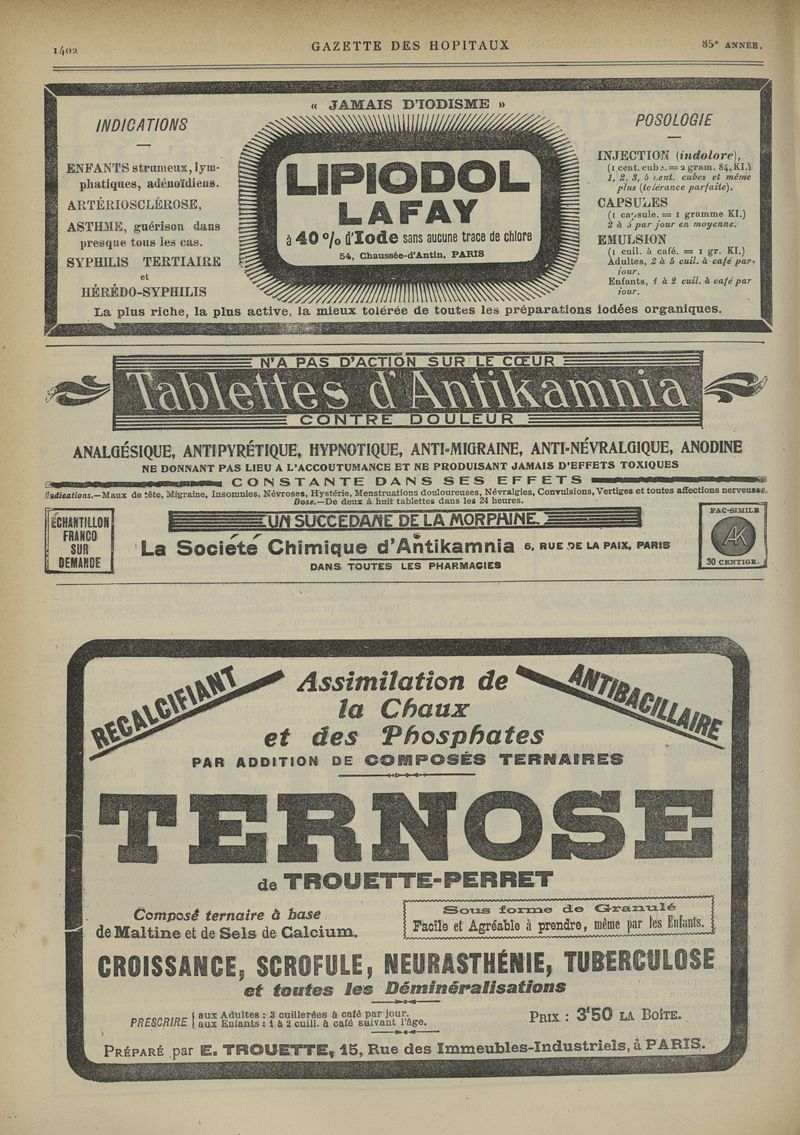 1402
GAZETTE DES HOPITAUX
85e ANNÉE.
« JAMAIS D'IODISME »
INDICATIONS
ENFANTS strumeux, lym-
phatiques, adénoïdiens.
ARTÉRIOSCLÉROSE,
ASTHME, guérison dans
presque tous les cas.
SYPHILIS TERTIAIRE
et
HÉRÉDO-SYPHILIS
LIPIODOL
LAFAY
à 40 % d'Iode sans aucune trace de chlore
54, Chaussée-d'Antin, PARIS
POSOLOGIE
INJECTION (indolore),
(1 cent. cube = 2 gram. 84, KI.)
1, 2, 3, 5 cent. cubes et même
plus (tolérance parfaite).
CAPSULES
(1 capsule. = 1 gramme KI.)
2 à 5 par jour en moyenne.
EMULSION
(1 cuil. à café. = 1 gr. KI.)
Adultes, 2 à 5 cuil. à café par
jour.
Enfants, 1 à 2 cuil. à café par
jour.
La plus riche, la plus active, la mieux tolérée de toutes les préparations iodées organiques.
N'A PAS D'ACTION SUR LE CŒUR
Tablettes d'Antikamnia
CONTRE DOULEUR
ANALGÉSIQUE, ANTIPYRÉTIQUE, HYPNOTIQUE, ANTI-MIGRAINE, ANTI-NÉVRALGIQUE, ANODINE
NE DONNANT PAS LIEU A L'ACCOUTUMANCE ET NE PRODUISANT JAMAIS D'EFFETS TOXIQUES
CONSTANTE DANS SES EFFETS
Indications.—Maux de tête, Migraine, Insomnies, Névroses, Hystérie, Menstruations douloureuses, Névralgies, Convulsions, Vertiges et toutes affections nerveuses.
Dose.—De deux à huit tablettes dans les 24 heures.
ÉCHANTILLON
FRANCO
SUR
DEMANDE
UN SUCCÉDANÉ DE LA MORPHINE.
La Société Chimique d'Antikamnia 5, RUE DE LA PAIX, PARIS
DANS TOUTES LES PHARMACIES
FAC-SIMILE
AK
30 CENTIGR.
RECALCIFIANT
ANTIBACILLAIRE
Assimilation de
la Chaux
et des Phosphates
PAR ADDITION DE COMPOSÉS TERNAIRES
TERNOSE
de TROUETTE-PERRET
Composé ternaire à base
de Maltine et de Sels de Calcium.
Sous forme de Granulé
Facile et Agréable à prendre, même par les Enfants.
CROISSANCE, SCROFULE, NEURASTHÉNIE, TUBERCULOSE
et toutes les Déminéralisations
PRESCRIRE
aux Adultes : 3 cuillerées à café par jour.
aux Enfants : 1 à 2 cuill. à café suivant l'âge.
PRIX : 3f50 LA BOÎTE.
PRÉPARÉ par E. TROUETTE, 15, Rue des Immeubles-Industriels, à PARIS.